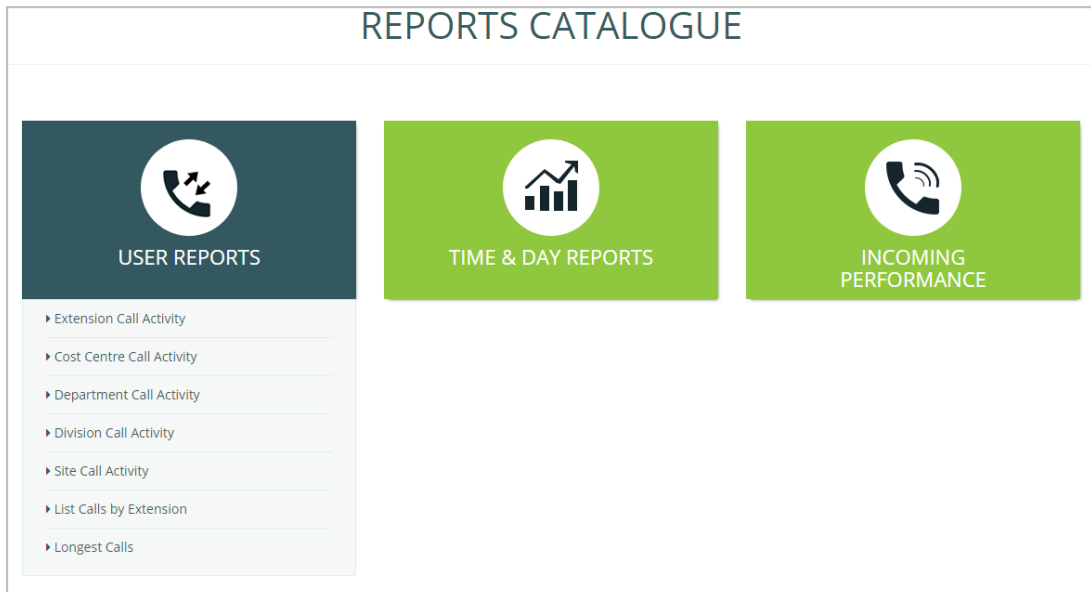 REPORTS CATALOGUE
USER REPORTS
Extension Call Activity
Cost Centre Call Activity
Department Call Activity
Division Call Activity
Site Call Activity
List Calls by Extension
Longest Calls
TIME & DAY REPORTS
INCOMING
PERFORMANCE